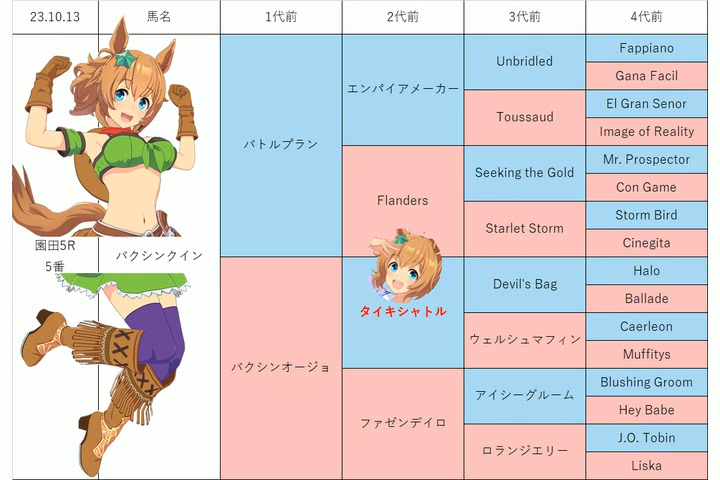 23.10.13 馬名 1代前 2代前 3代前 4代前
園田5R
5番
バクシンクイン
バトルプラン
バクシンオージョ
エンパイアメーカー
Flanders
タイキシャトル
ファゼンデイロ
Unbridled
Toussaud
Seeking the Gold
Starlet Storm
Devil's Bag
ウェルシュマフィン
アイシーグルーム
ロランジエリー
Fappiano
Gana Facil
El Gran Senor
Image of Reality
Mr. Prospector
Con Game
Storm Bird
Cinegita
Halo
Ballade
Caerleon
Muffitys
Blushing Groom
Hey Babe
J.O. Tobin
Liska